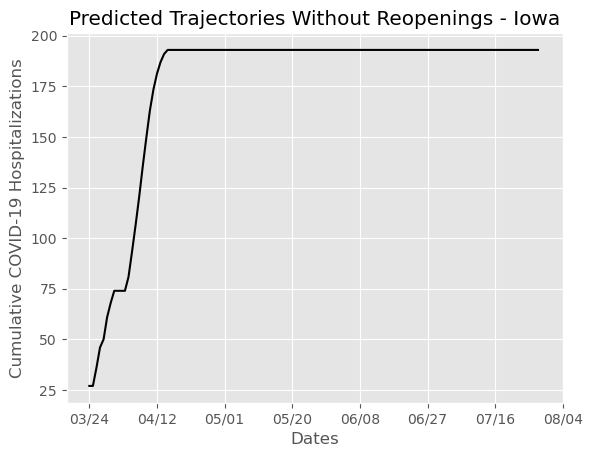 Predicted Trajectories Without Reopenings - Iowa
Cumulative COVID-19 Hospitalizations
200
175
150
125
100
75
50
25
03/24 04/12 05/01 05/20 06/08 06/27 07/16 08/04
Dates